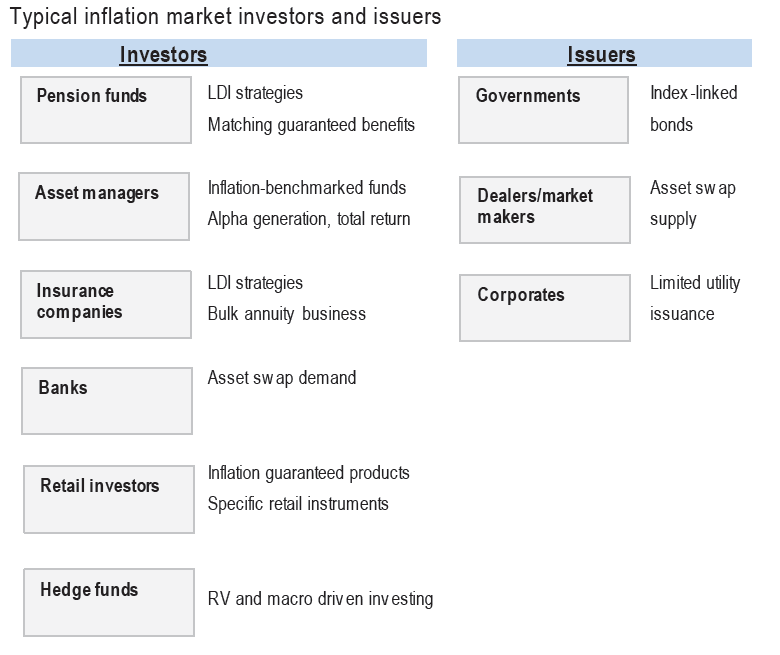 Typical inflation market investors and issuers
Investors
Issuers
Pension funds
LDI strategies
Matching guaranteed benefits
Asset managers
Inflation-benchmarked funds
Alpha generation, total return
Insurance
companies
LDI strategies
Bulk annuity business
Banks
Asset swap demand
Retail investors
Inflation guaranteed products
Specific retail instruments
Hedge funds
RV and macro driven investing
Governments
Index-linked
bonds
Dealers/market
makers
Asset swap
supply
Corporates
Limited utility
issuance